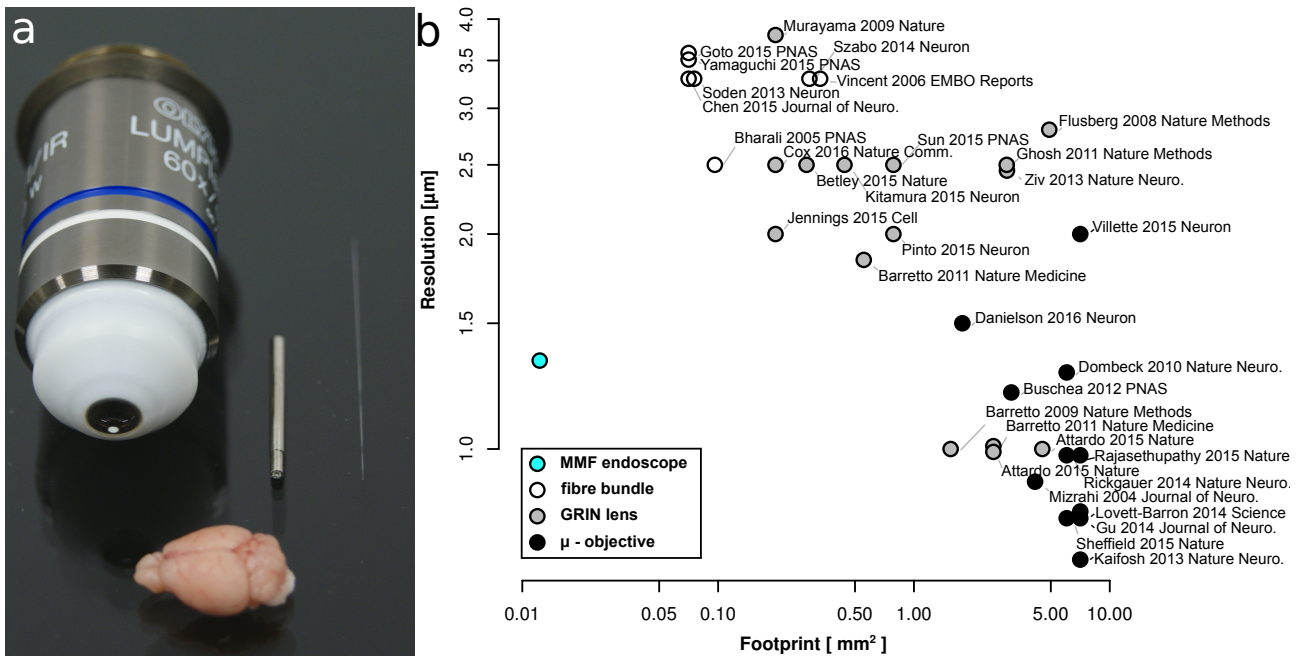 a
LUMPL
60x/
/IR
w
b
4.0
3.5
3.0
2.5
2.0
1.5
1.0
Resolution [µm]
Murayama 2009 Nature
Szabo 2014 Neuron
Goto 2015 PNAS
Yamaguchi 2015 PNAS
Vincent 2006 EMBO Reports
Soden 2013 Neuron
Chen 2015 Journal of Neuro.
Flusberg 2008 Nature Methods
Bharali 2005 PNAS
Sun 2015 PNAS
Cox 2016 Nature Comm.
Ghosh 2011 Nature Methods
Betley 2015 Nature
Ziv 2013 Nature Neuro.
Kitamura 2015 Neuron
Jennings 2015 Cell
Villette 2015 Neuron
Pinto 2015 Neuron
Barretto 2011 Nature Medicine
Danielson 2016 Neuron
Dombeck 2010 Nature Neuro.
Buschea 2012 PNAS
Barretto 2009 Nature Methods
Barretto 2011 Nature Medicine
Attardo 2015 Nature
Rajasethupathy 2015 Nature
Attardo 2015 Nature
Rickgauer 2014 Nature Neuro.
Mizrahi 2004 Journal of Neuro.
Lovett-Barron 2014 Science
Gu 2014 Journal of Neuro.
Sheffield 2015 Nature
Kaifosh 2013 Nature Neuro.
MMF endoscope
fibre bundle
GRIN lens
µ - objective
0.01
0.05
0.10
0.50
1.00
5.00
10.00
Footprint [ mm² ]